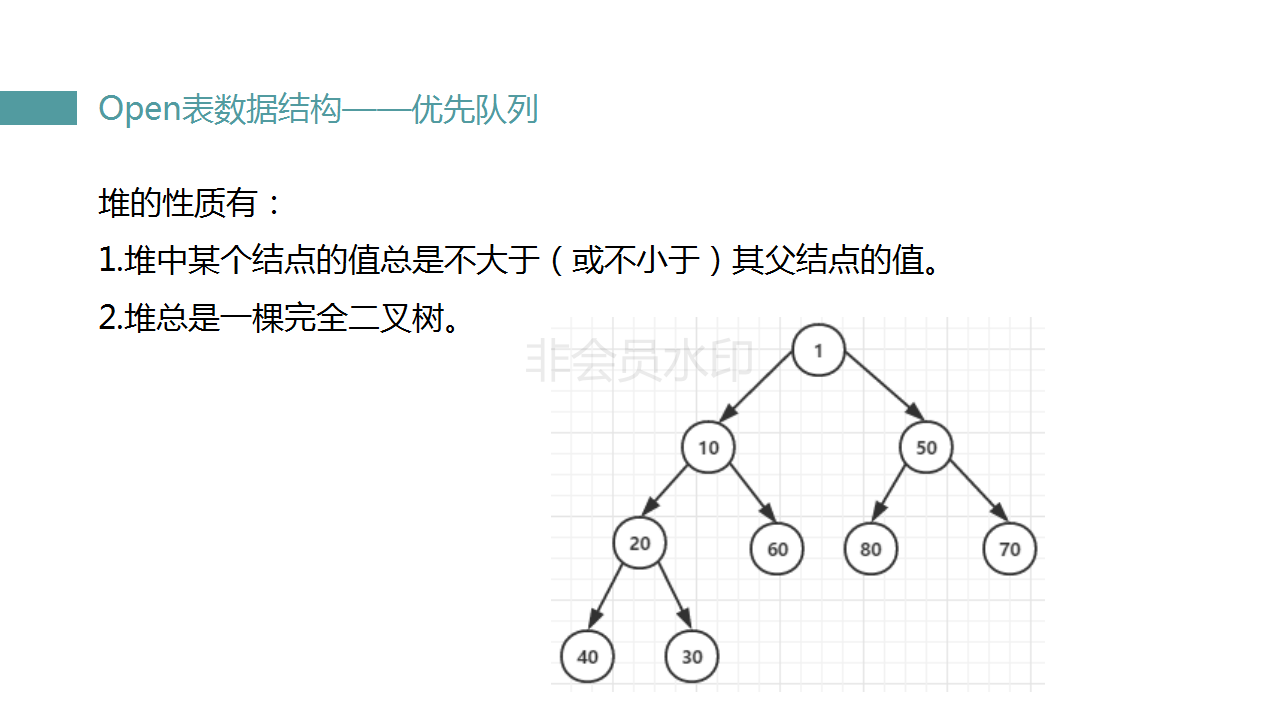 Open表数据结构——优先队列
堆的性质有：
1.堆中某个结点的值总是不大于（或不小于）其父结点的值。
2.堆总是一棵完全二叉树。
非会员水印
1
10
50
20
60
80
70
40
30